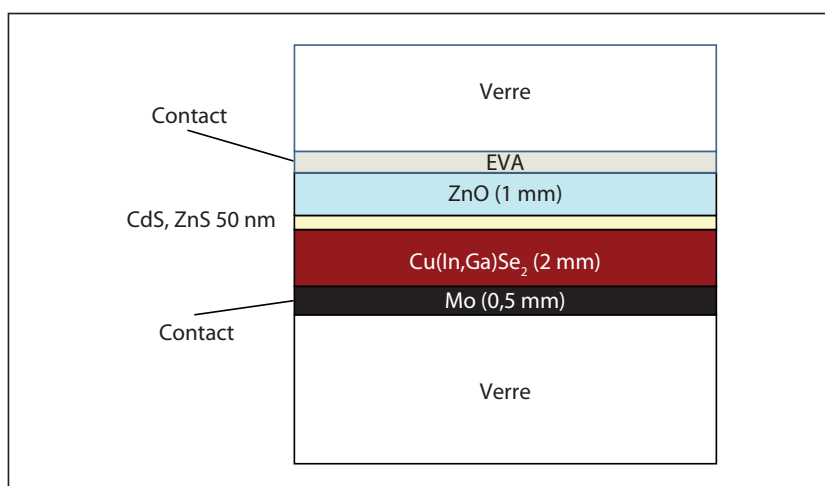 Verre
Contact
EVA
ZnO (1 mm)
CdS, ZnS 50 nm
Cu(In,Ga)Se₂ (2 mm)
Mo (0,5 mm)
Contact
Verre